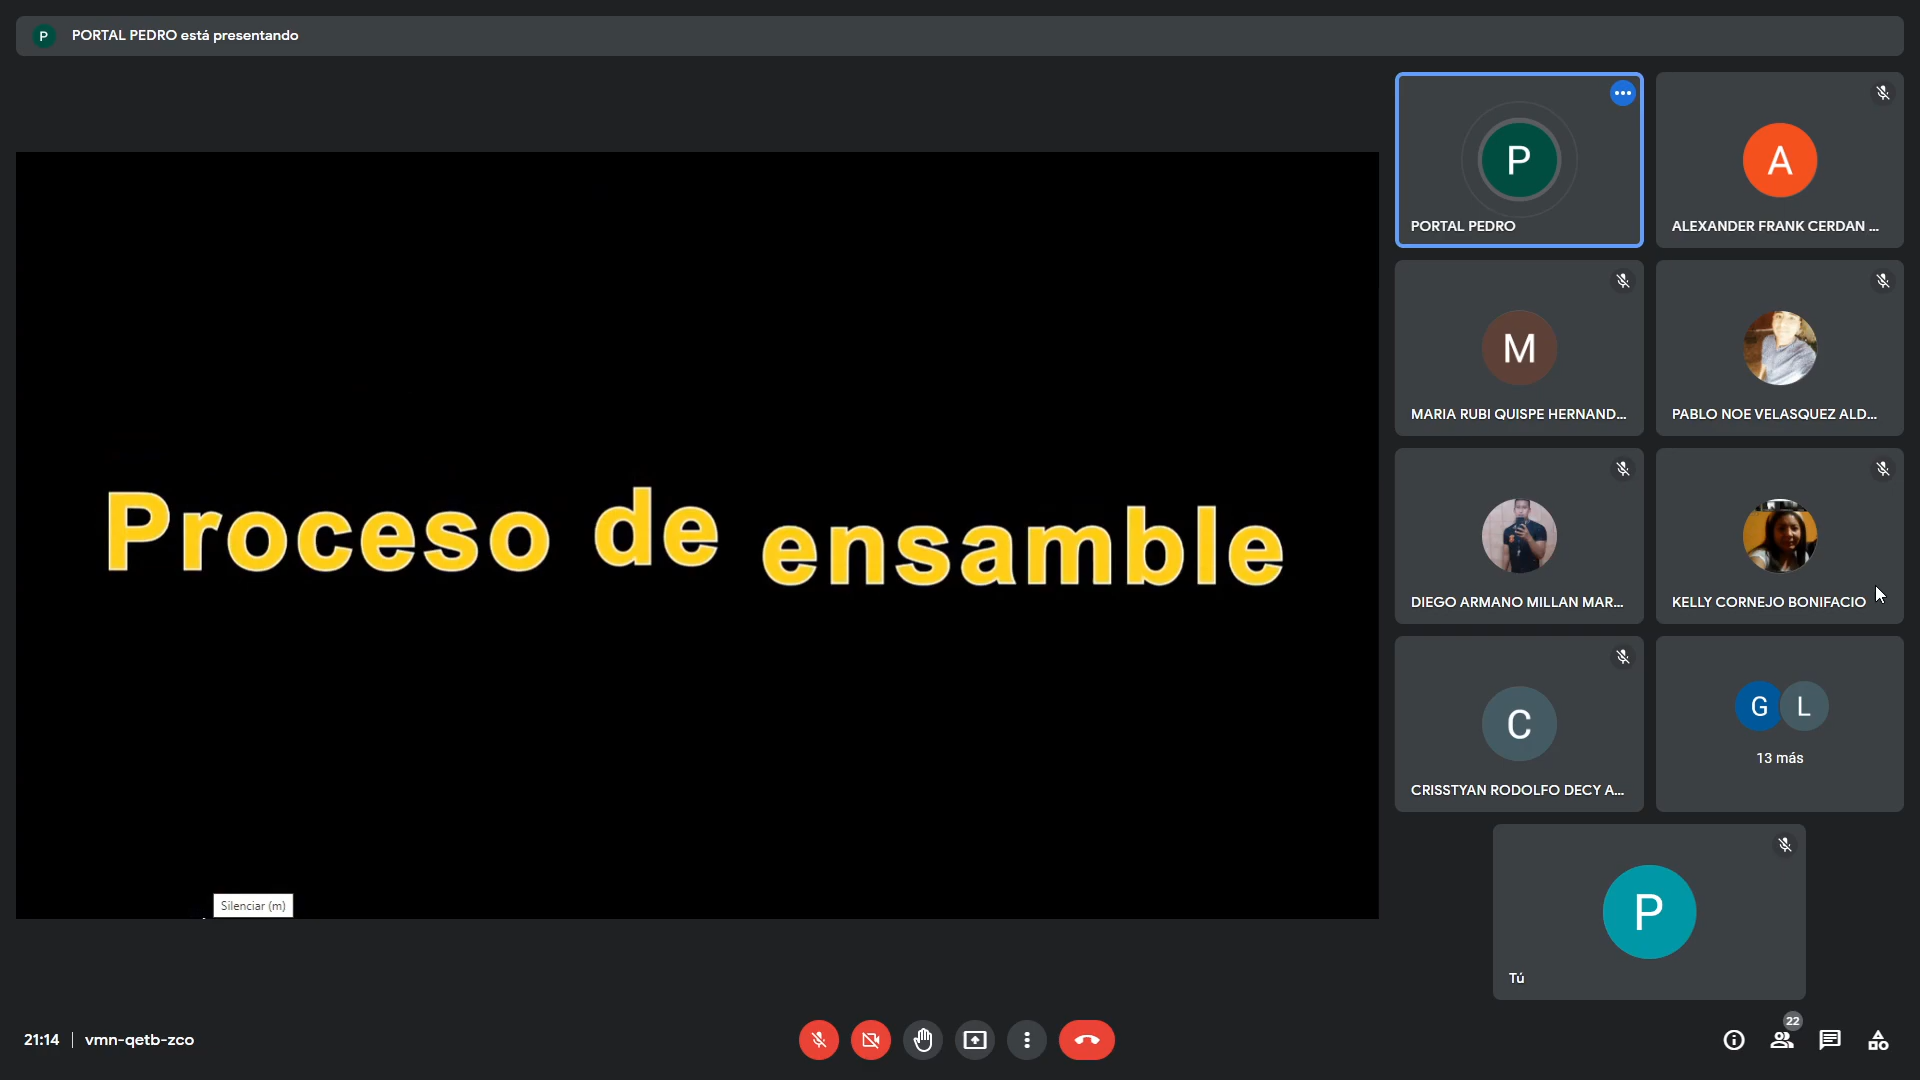 P PORTAL PEDRO está presentando
P
PORTAL PEDRO
A
ALEXANDER FRANK CERDAN ...
M
MARIA RUBI QUISPE HERNAND...
PABLO NOE VELASQUEZ ALD...
Proceso de ensamble
DIEGO ARMANO MILLAN MAR...
KELLY CORNEJO BONIFACIO
C
CRISSTYAN RODOLFO DECY A...
G L
13 más
Silenciar (m)
P
Tú
21:14 | vmn-qetb-zco
22